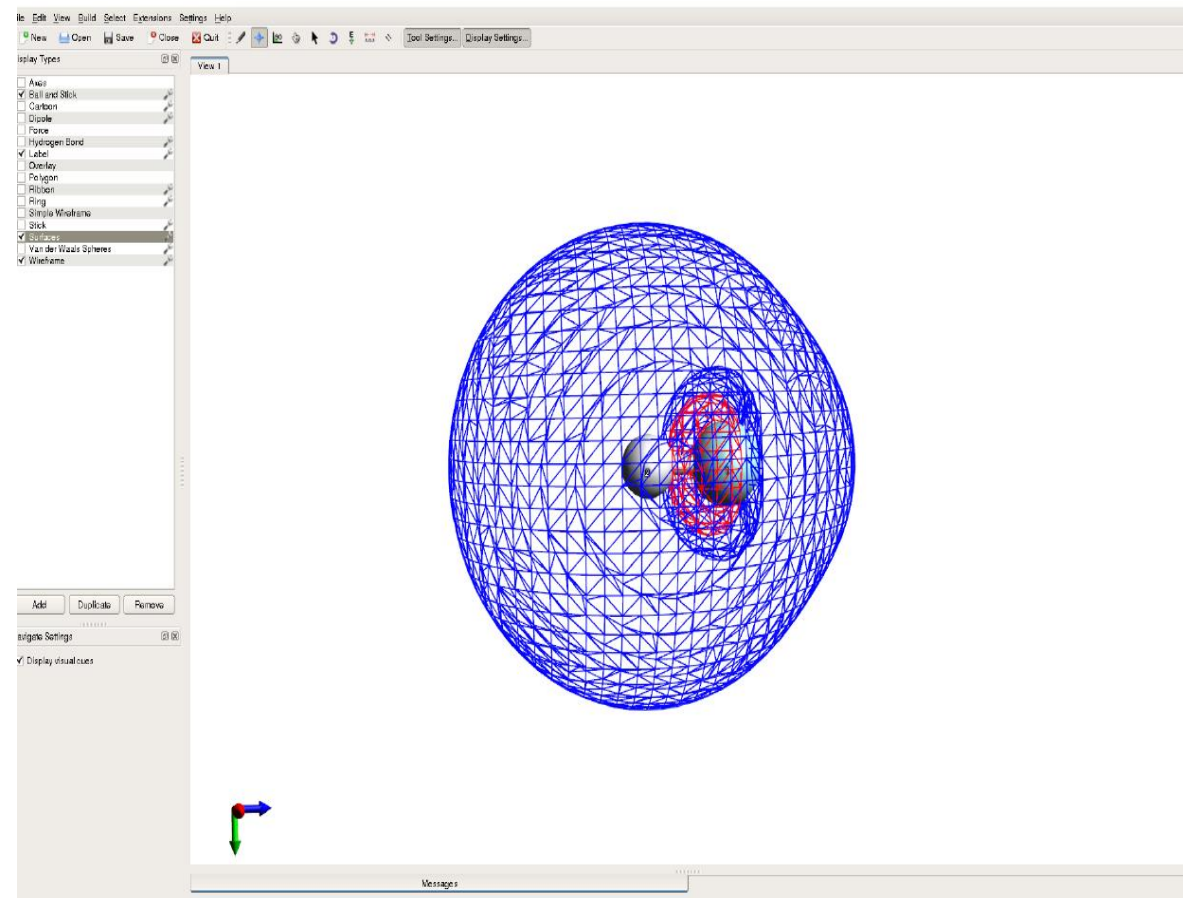 ile Edit View Build Select Extensions Settings Help
New Open Save Close Quit Tool Settings... Display Settings...
isplay Types
View 1
Axes
Ball and Stick
Cartoon
Dipole
Force
Hydrogen Bond
Label
Overlay
Polygon
Ribbon
Ring
Simple Wireframe
Stick
Surfaces
Van der Waals Spheres
Wireframe
Add Duplicate Remove
avigate Settings
Display visual cues
Messages